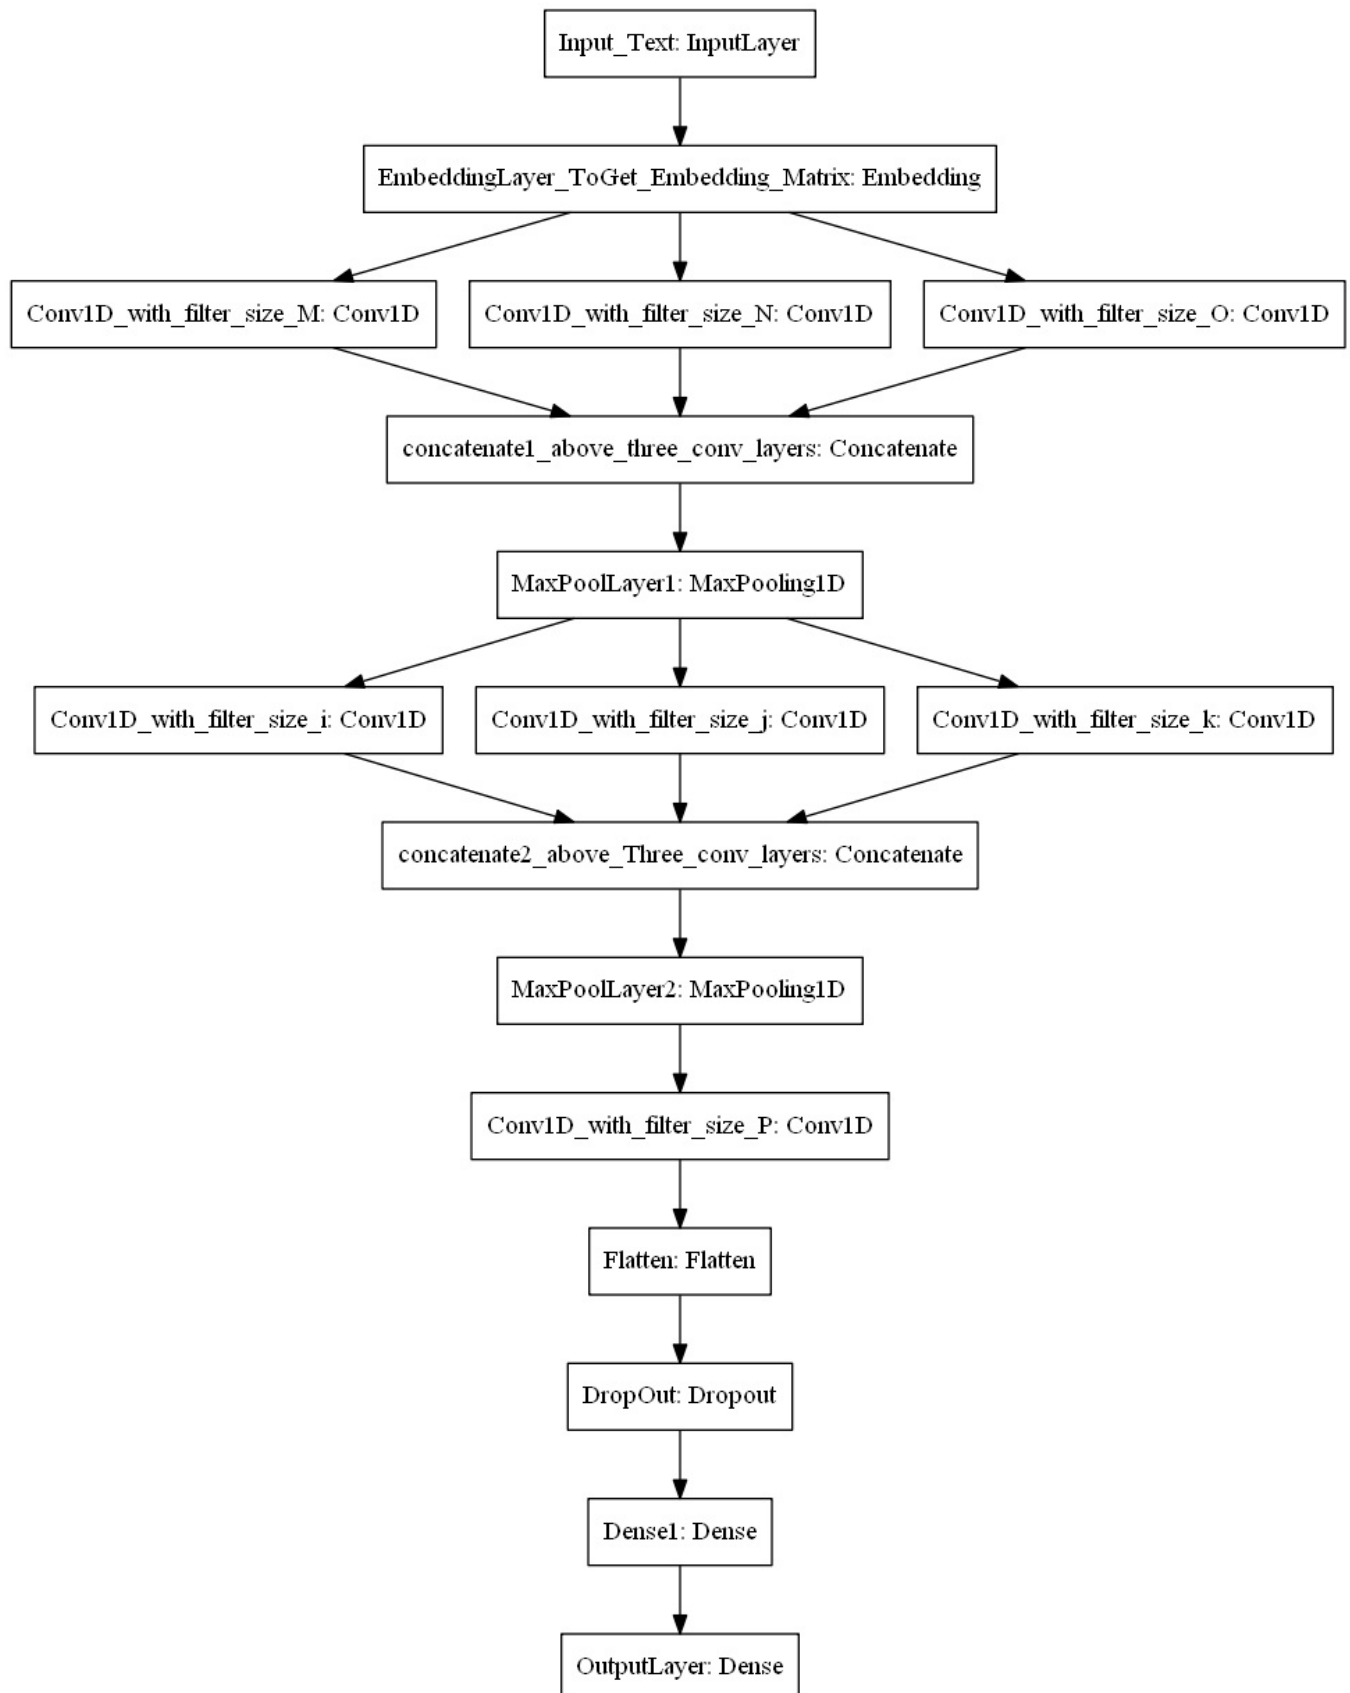 Input_Text: InputLayer
EmbeddingLayer_ToGet_Embedding_Matrix: Embedding
Conv1D_with_filter_size_M: Conv1D
Conv1D_with_filter_size_N: Conv1D
Conv1D_with_filter_size_O: Conv1D
concatenate1_above_three_conv_layers: Concatenate
MaxPoolLayer1: MaxPooling1D
Conv1D_with_filter_size_i: Conv1D
Conv1D_with_filter_size_j: Conv1D
Conv1D_with_filter_size_k: Conv1D
concatenate2_above_Three_conv_layers: Concatenate
MaxPoolLayer2: MaxPooling1D
Conv1D_with_filter_size_P: Conv1D
Flatten: Flatten
DropOut: Dropout
Dense1: Dense
OutputLayer: Dense